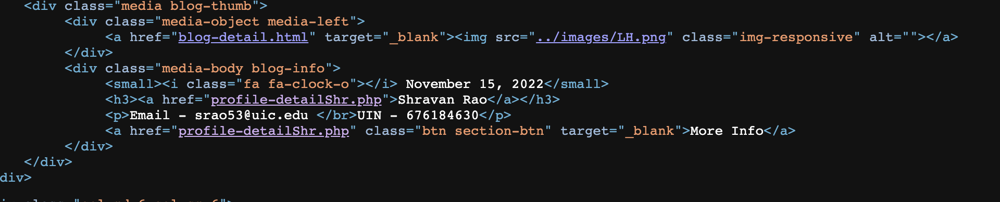 <div class="media blog-thumb">
<div class="media-object media-left">
<a href="blog-detail.html" target="_blank"><img src="../images/LH.png" class="img-responsive" alt=""></a>
</div>
<div class="media-body blog-info">
<small><i class="fa fa-clock-o"></i> November 15, 2022</small>
<h3><a href="profile-detailShr.php">Shravan Rao</a></h3>
<p>Email - srao53@uic.edu </br>UIN - 676184630</p>
<a href="profile-detailShr.php" class="btn section-btn" target="_blank">More Info</a>
</div>
</div>
div>